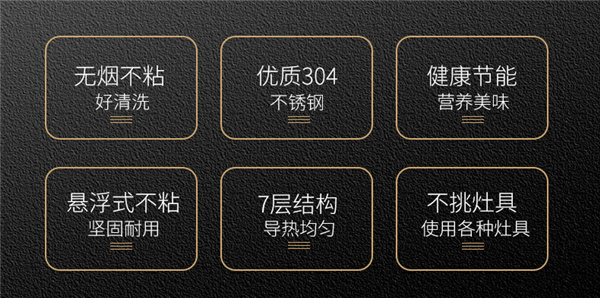 无烟不粘
好清洗
优质304
不锈钢
健康节能
营养美味
悬浮式不粘
坚固耐用
7层结构
导热均匀
不挑灶具
使用各种灶具